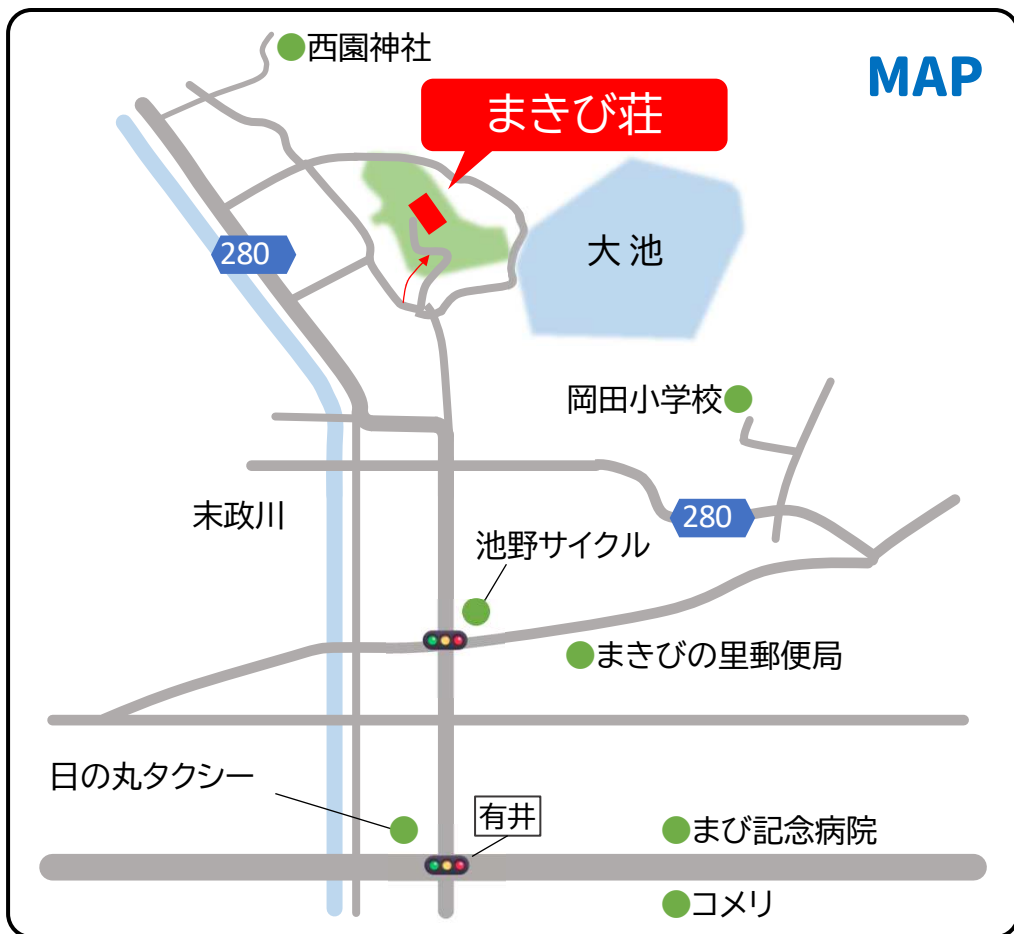 西園神社
MAP
まきび荘
280
大池
岡田小学校
末政川
280
池野サイクル
まきびの里郵便局
日の丸タクシー
有井
まび記念病院
コメリ